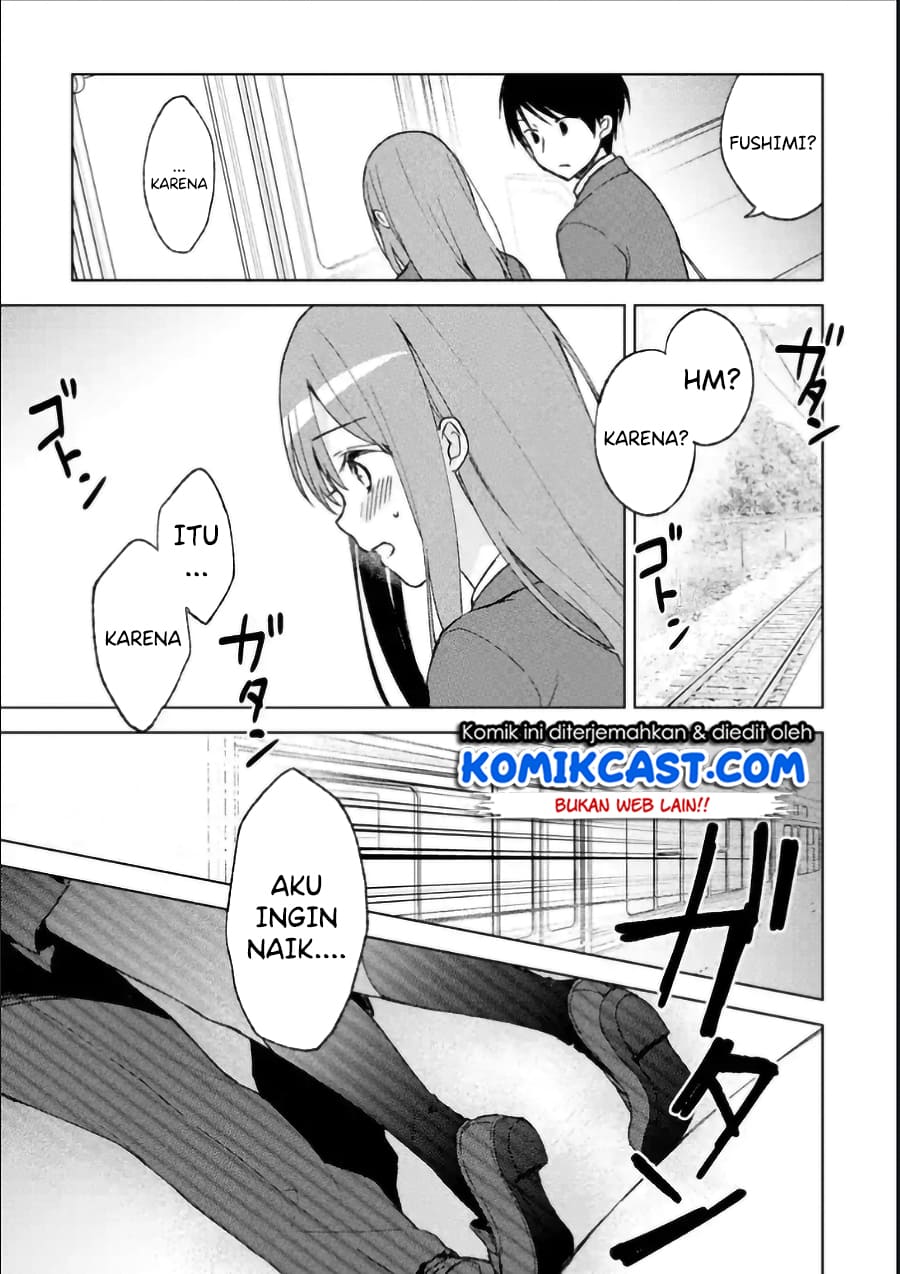 FUSHIMI?
...
KARENA
ガタン
HM?
KARENA?
ゴトン
ゴトン
ITU
...
KARENA
ガタン
Komik ini diterjemahkan & diedit oleh
KOMIKCAST.COM
BUKAN WEB LAIN!!
AKU
INGIN
NAIK....
ガタン